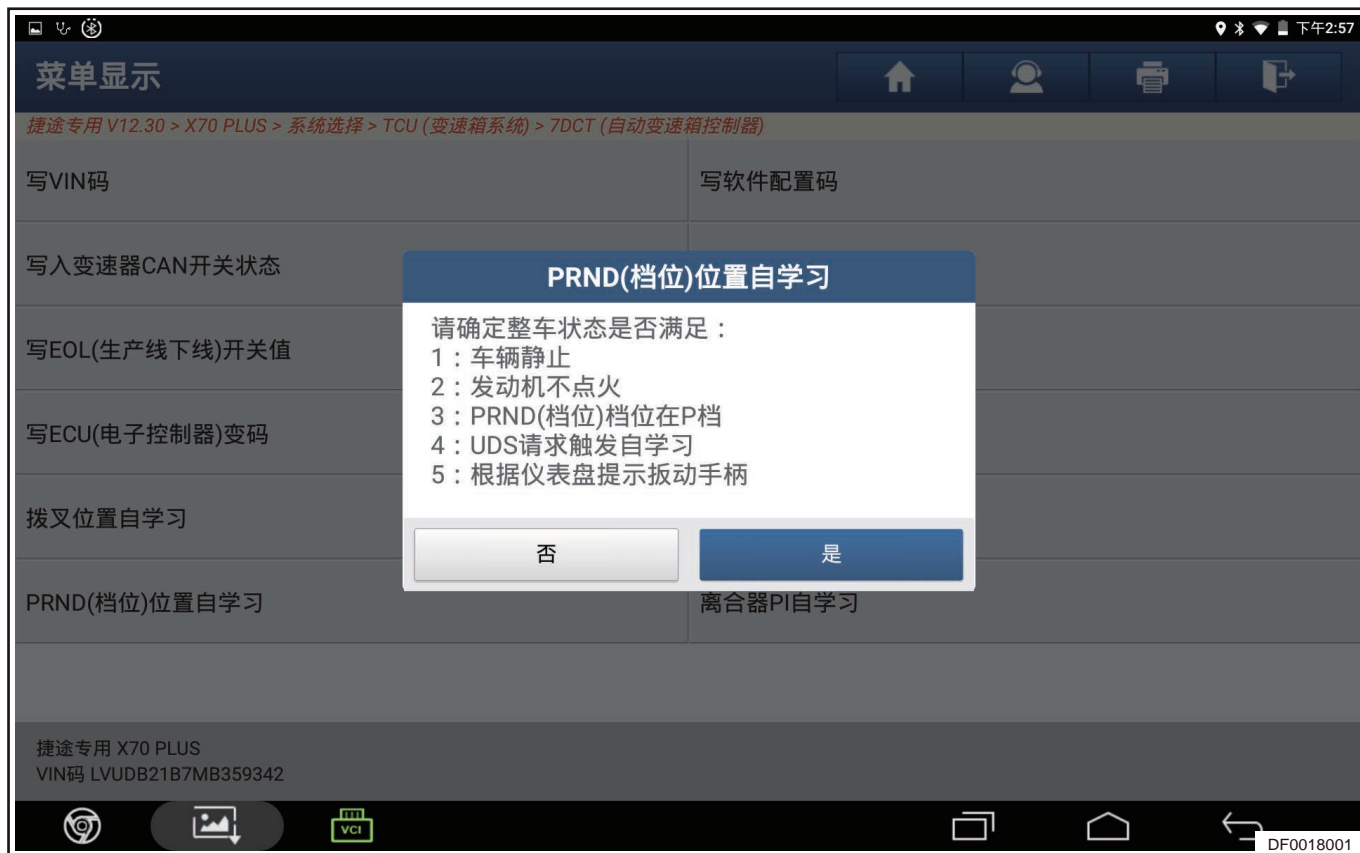 下午2:57
菜单显示
捷途专用 V12.30 > X70 PLUS > 系统选择 > TCU (变速箱系统) > 7DCT (自动变速箱控制器)
写VIN码
写软件配置码
写入变速器CAN开关状态
PRND(档位)位置自学习
请确定整车状态是否满足：
1：车辆静止
2：发动机不点火
3：PRND(档位)档位在P档
4：UDS请求触发自学习
5：根据仪表盘提示扳动手柄
否
是
写EOL(生产线下线)开关值
写ECU(电子控制器)变码
拨叉位置自学习
PRND(档位)位置自学习
离合器PI自学习
捷途专用 X70 PLUS
VIN码 LVUDB21B7MB359342
VCI
DF0018001